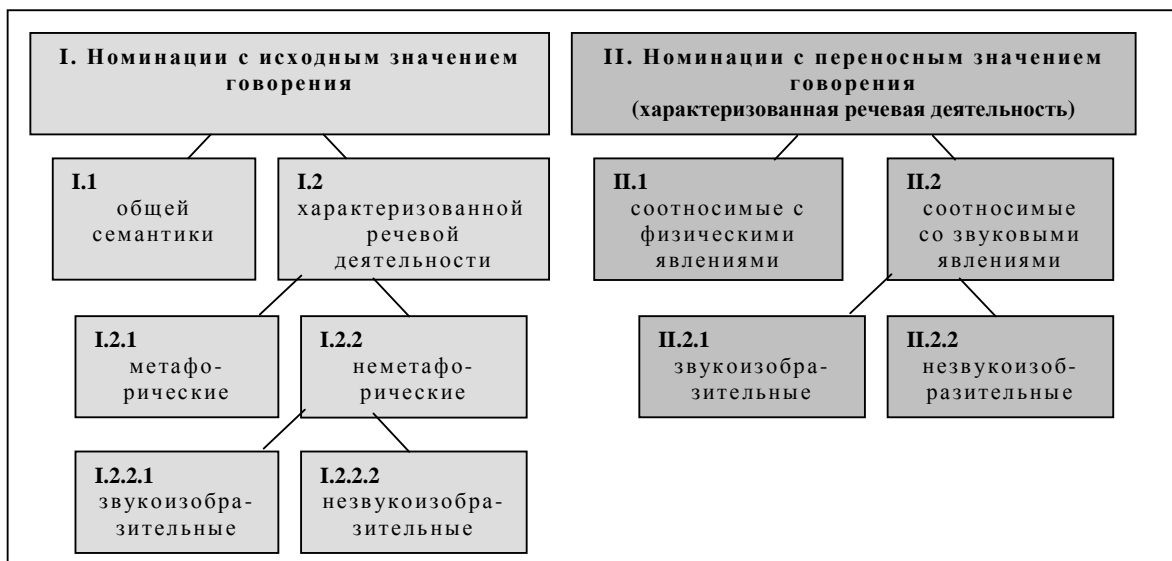 I. Номинации с исходным значением
говорения
II. Номинации с переносным значением
говорения
(характеризованная речевая деятельность)
I.1
общей
семантики
I.2
характеризованной
речевой
деятельности
II.1
соотносимые с
физическими
явлениями
II.2
соотносимые
со звуковыми
явлениями
I.2.1
метафо-
рические
I.2.2
неметафо-
рические
II.2.1
звукоизобра-
зительные
II.2.2
незвукоизоб-
разительные
I.2.2.1
звукоизобра-
зительные
I.2.2.2
незвукоизобра-
зительные